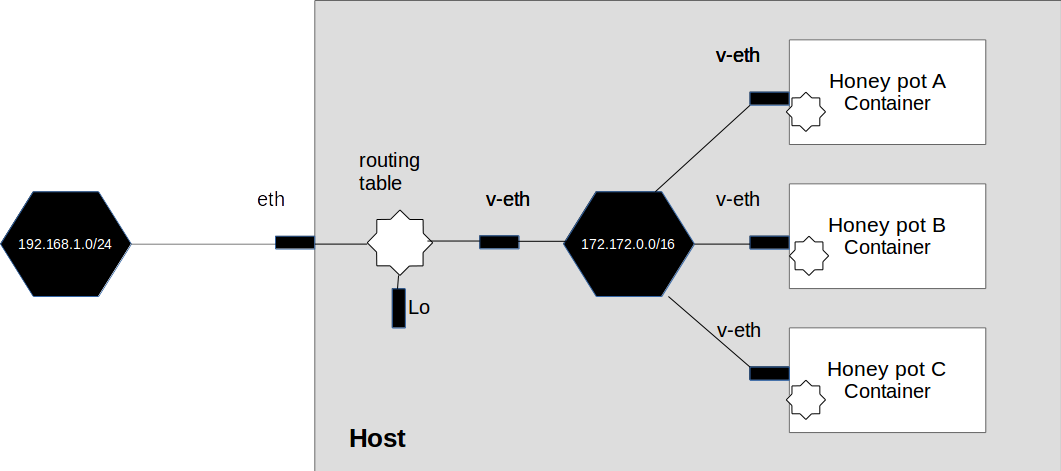 v-eth
Honey pot A
Container
routing
table
eth
v-eth
v-eth
Honey pot B
Container
192.168.1.0/24
172.172.0.0/16
Lo
v-eth
Honey pot C
Container
Host